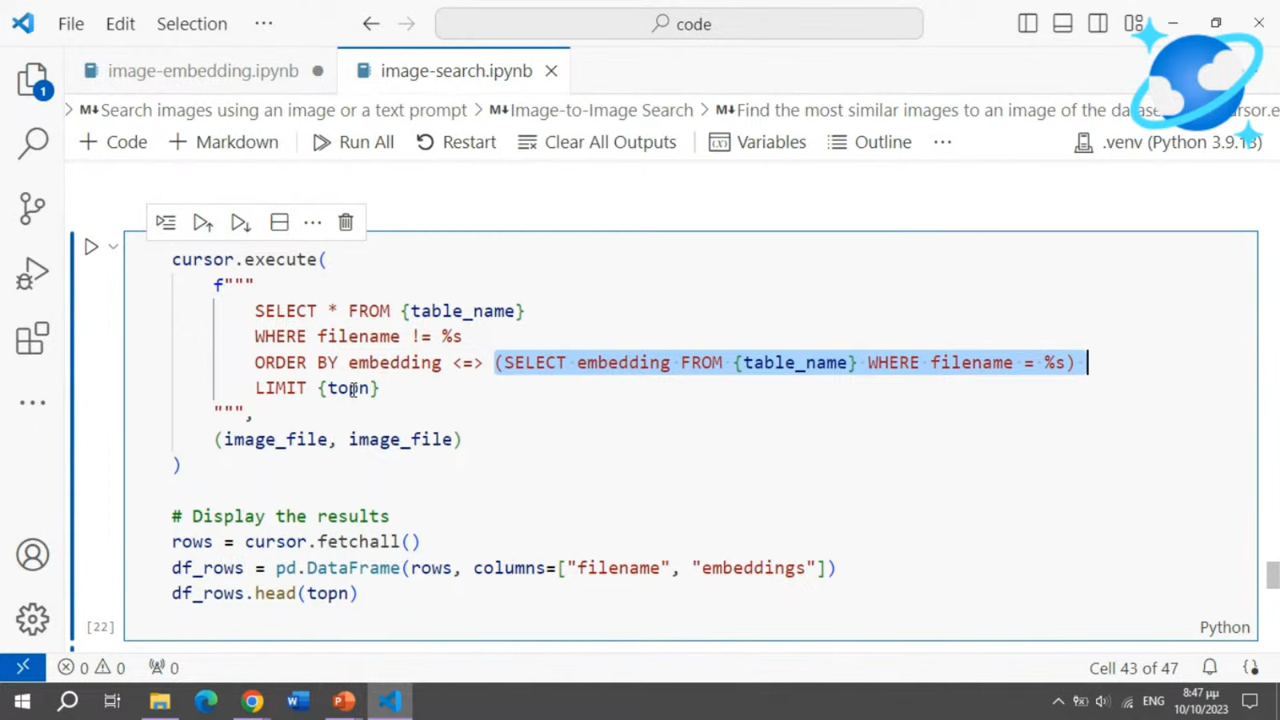 File Edit Selection ··· code
image-embedding.ipynb image-search.ipynb
Search images using an image or a text prompt > M↓Image-to-Image Search > M↓Find the most similar images to an image of the datase cursor.e
+ Code + Markdown Run All Restart Clear All Outputs Variables Outline ··· .venv (Python 3.9.13)
cursor.execute(
f"""
SELECT * FROM {table_name}
WHERE filename != %s
ORDER BY embedding <=> (SELECT embedding FROM {table_name} WHERE filename = %s)
LIMIT {topn}
""",
(image_file, image_file)
)
# Display the results
rows = cursor.fetchall()
df_rows = pd.DataFrame(rows, columns=["filename", "embeddings"])
df_rows.head(topn)
[22] Python
0 0 0 Cell 43 of 47
1
ENG 8:47 μμ
10/10/2023